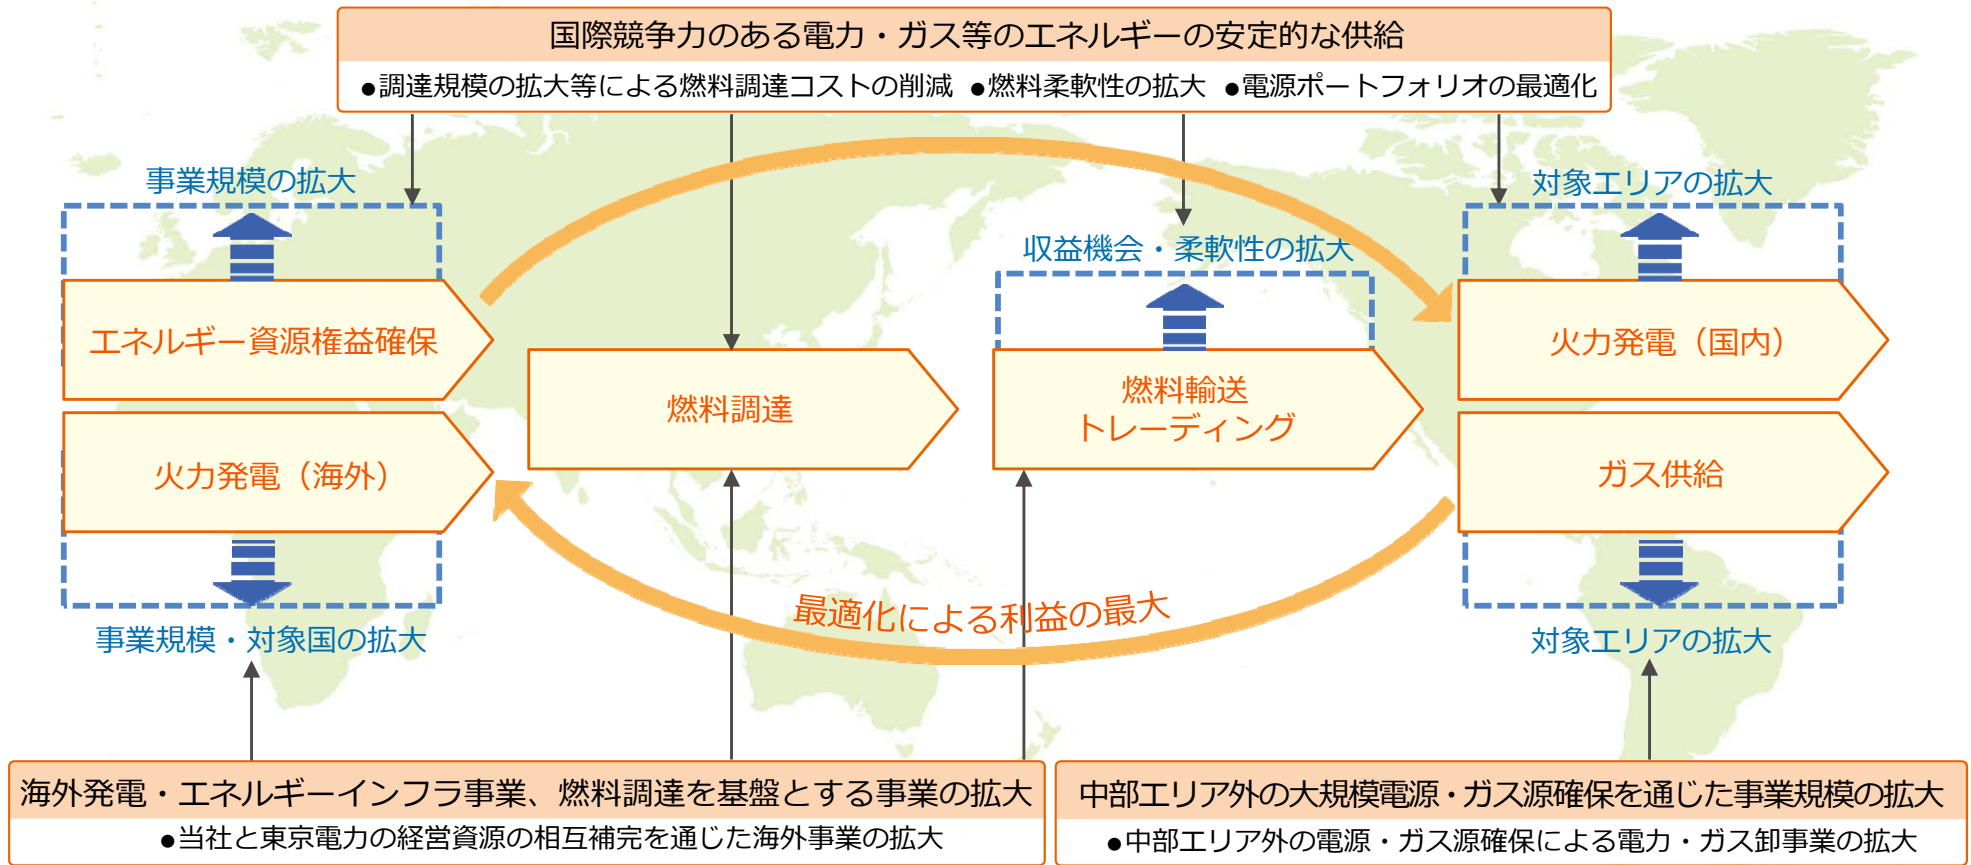 国際競争力のある電力・ガス等のエネルギーの安定的な供給
●調達規模の拡大等による燃料調達コストの削減 ●燃料柔軟性の拡大 ●電源ポートフォリオの最適化
事業規模の拡大
対象エリアの拡大
収益機会・柔軟性の拡大
エネルギー資源権益確保
火力発電（国内）
燃料調達
燃料輸送
トレーディング
火力発電（海外）
ガス供給
最適化による利益の最大
事業規模・対象国の拡大
対象エリアの拡大
海外発電・エネルギーインフラ事業、燃料調達を基盤とする事業の拡大
●当社と東京電力の経営資源の相互補完を通じた海外事業の拡大
中部エリア外の大規模電源・ガス源確保を通じた事業規模の拡大
●中部エリア外の電源・ガス源確保による電力・ガス卸事業の拡大